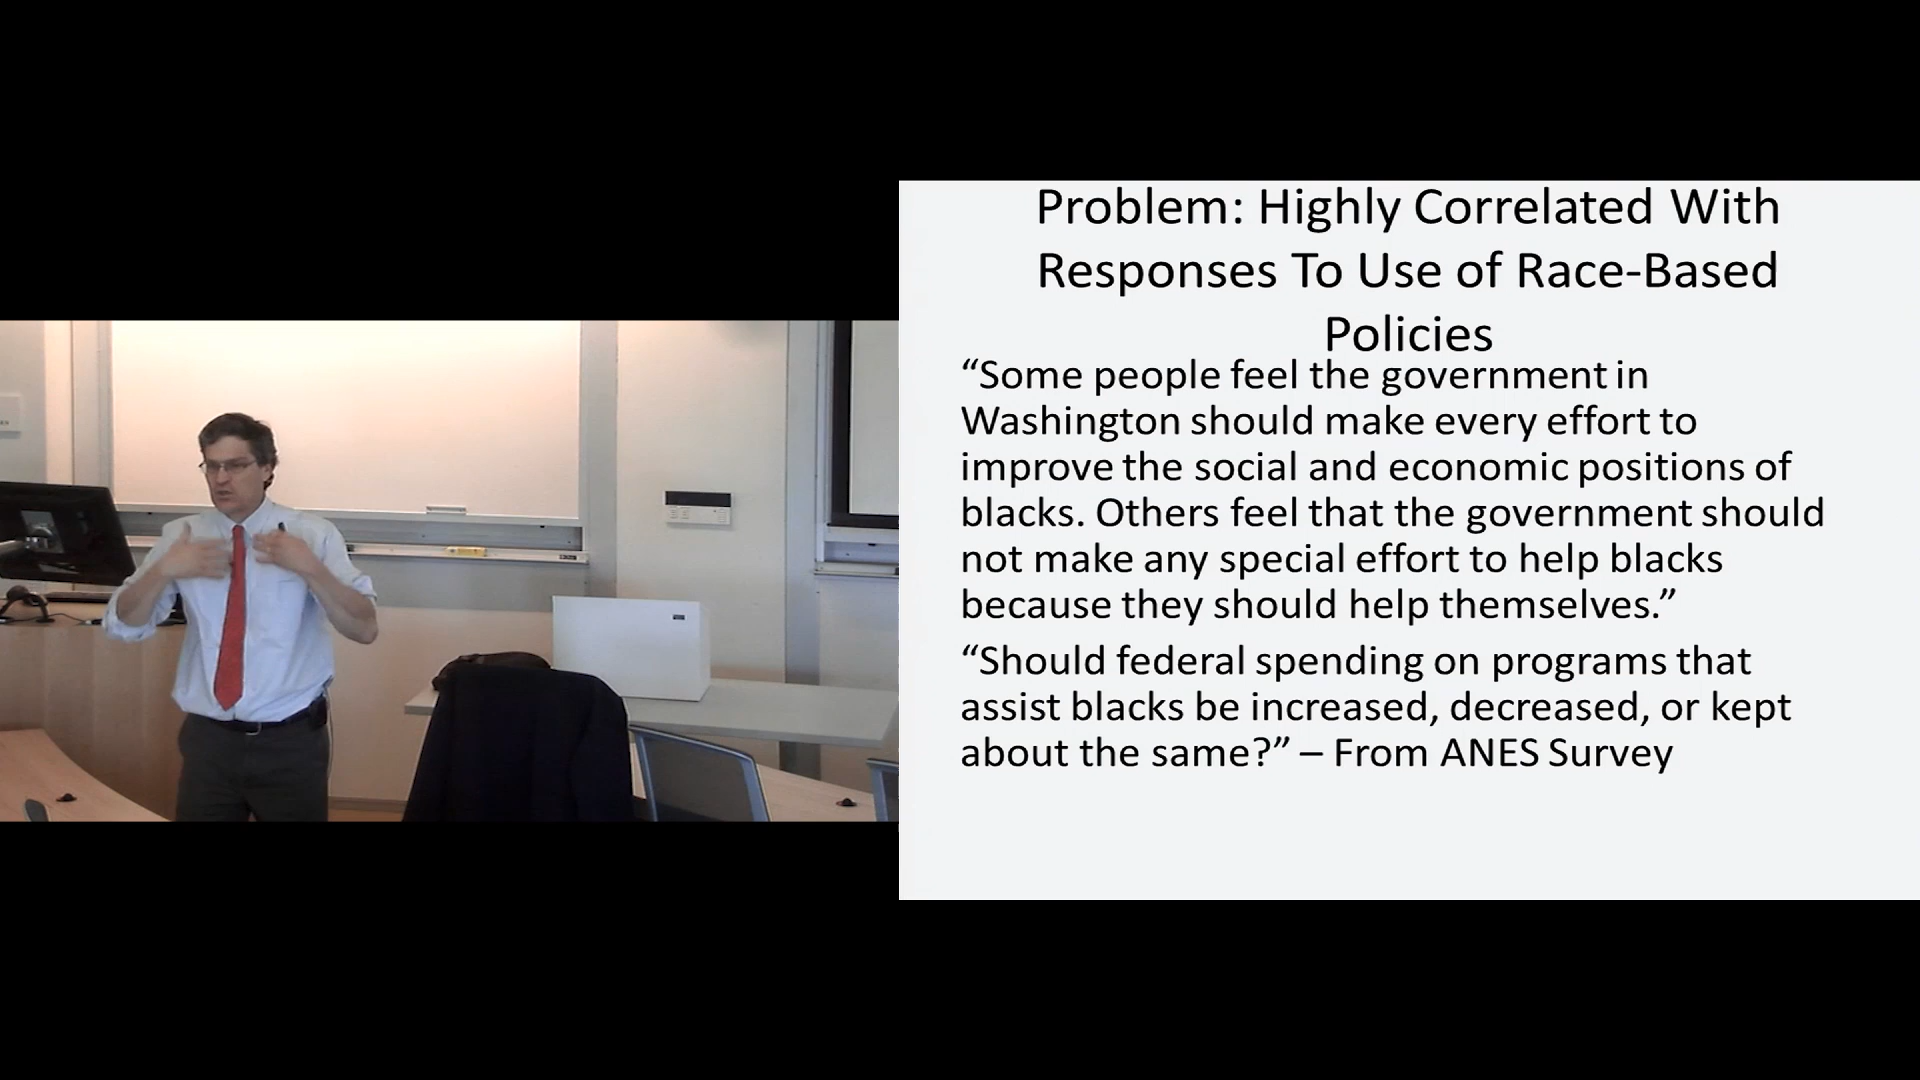 Problem: Highly Correlated With
Responses To Use of Race-Based
Policies
“Some people feel the government in
Washington should make every effort to
improve the social and economic positions of
blacks. Others feel that the government should
not make any special effort to help blacks
because they should help themselves.”
“Should federal spending on programs that
assist blacks be increased, decreased, or kept
about the same?” – From ANES Survey